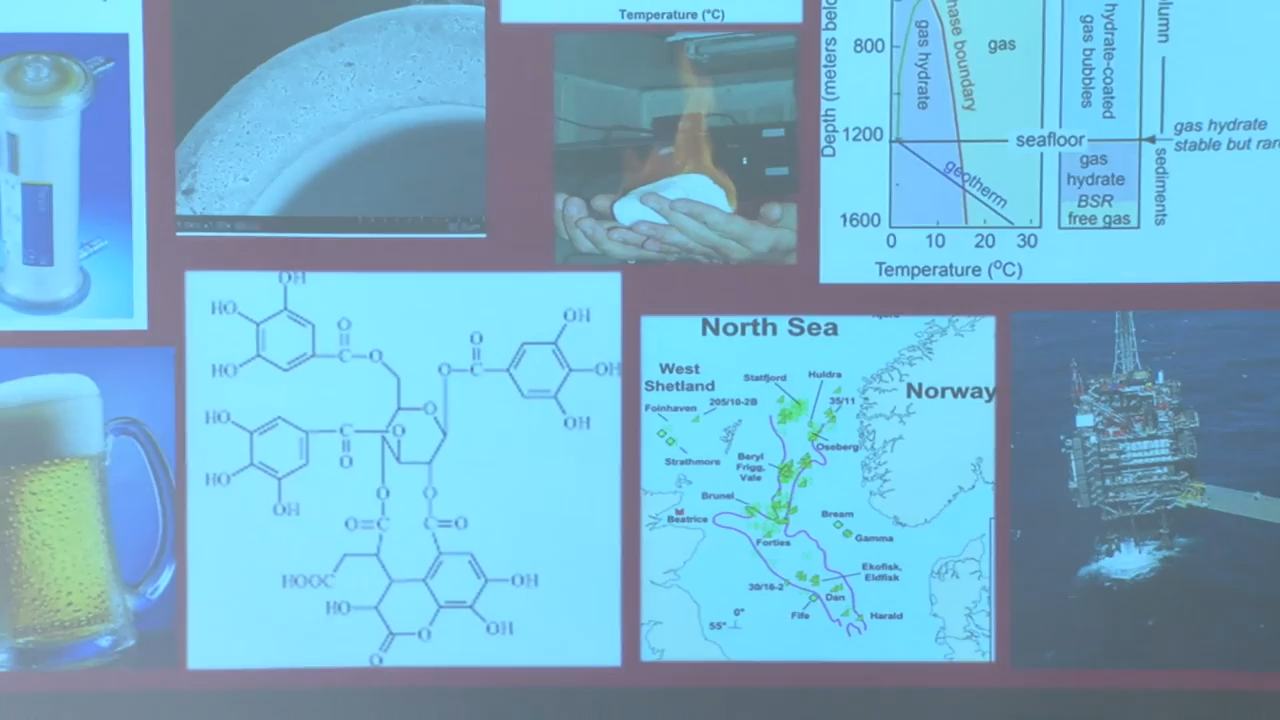 Temperature (°C)
Depth (meters belo
800
1200
1600
gas hydrate
phase boundary
gas
seafloor
geotherm
0 10 20 30
Temperature (°C)
hydrate-coated
gas bubbles
gas
hydrate
BSR
free gas
sediments
gas hydrate
stable but rare
OH
HO
HO
O
O
O
C
OH
OH
OH
HO
HO
OH
C
O
O
O
O
O
C
O
C
O
HOOC
HO
OH
OH
O
O
North Sea
Norway
West
Shetland
Statfjord
Huldra
Foinhaven
205/10-2B
35/11
Strathmore
Oseberg
Beryl
Frigg,
Vale
Brunel
Beatrice
Bream
Forties
Gamma
Ekofisk,
Eldfisk
30/16-2
Dan
Fife
Harald
0°
55°